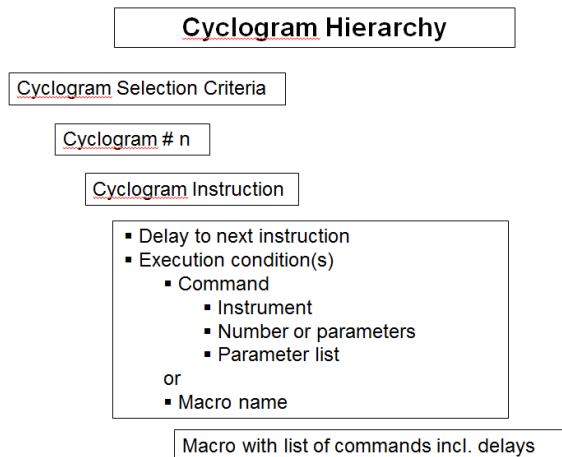 Cyclogram Hierarchy
Cyclogram Selection Criteria
Cyclogram # n
Cyclogram Instruction
▪ Delay to next instruction
▪ Execution condition(s)
▪ Command
▪ Instrument
▪ Number or parameters
▪ Parameter list
or
▪ Macro name
Macro with list of commands incl. delays